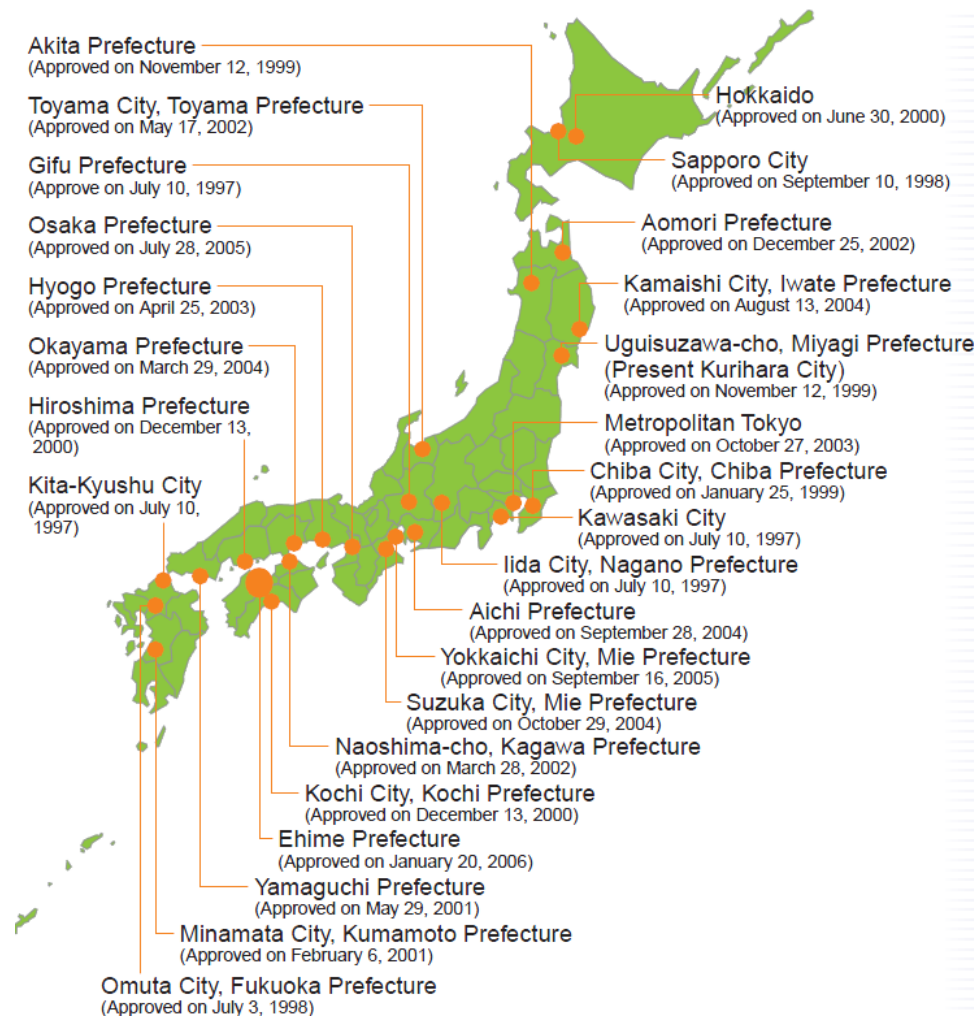 Akita Prefecture
(Approved on November 12, 1999)
Toyama City, Toyama Prefecture
(Approved on May 17, 2002)
Gifu Prefecture
(Approve on July 10, 1997)
Osaka Prefecture
(Approved on July 28, 2005)
Hyogo Prefecture
(Approved on April 25, 2003)
Okayama Prefecture
(Approved on March 29, 2004)
Hiroshima Prefecture
(Approved on December 13,
2000)
Kita-Kyushu City
(Approved on July 10,
1997)
Hokkaido
(Approved on June 30, 2000)
Sapporo City
(Approved on September 10, 1998)
Aomori Prefecture
(Approved on December 25, 2002)
Kamaishi City, Iwate Prefecture
(Approved on August 13, 2004)
Uguisuzawa-cho, Miyagi Prefecture
(Present Kurihara City)
(Approved on November 12, 1999)
Metropolitan Tokyo
(Approved on October 27, 2003)
Chiba City, Chiba Prefecture
(Approved on January 25, 1999)
Kawasaki City
(Approved on July 10, 1997)
Iida City, Nagano Prefecture
(Approved on July 10, 1997)
Aichi Prefecture
(Approved on September 28, 2004)
Yokkaichi City, Mie Prefecture
(Approved on September 16, 2005)
Suzuka City, Mie Prefecture
(Approved on October 29, 2004)
Naoshima-cho, Kagawa Prefecture
(Approved on March 28, 2002)
Kochi City, Kochi Prefecture
(Approved on December 13, 2000)
Ehime Prefecture
(Approved on January 20, 2006)
Yamaguchi Prefecture
(Approved on May 29, 2001)
Minamata City, Kumamoto Prefecture
(Approved on February 6, 2001)
Omuta City, Fukuoka Prefecture
(Approved on July 3, 1998)